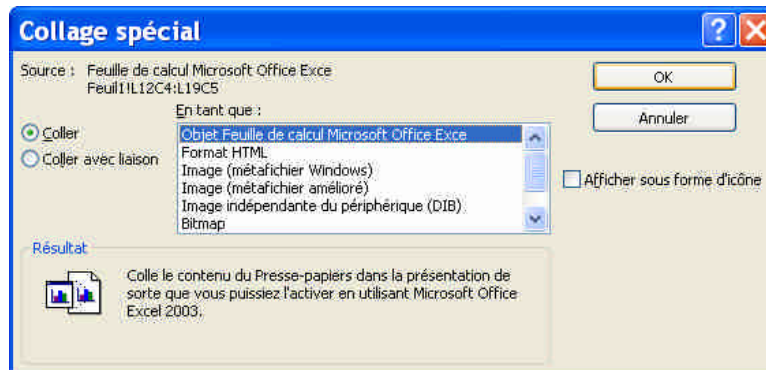 Collage spécial
Source : Feuille de calcul Microsoft Office Exce
Feuil1!L12C4:L19C5
En tant que :
Coller
Coller avec liaison
Objet Feuille de calcul Microsoft Office Exce
Format HTML
Image (métafichier Windows)
Image (métafichier amélioré)
Image indépendante du périphérique (DIB)
Bitmap
OK
Annuler
Afficher sous forme d'icône
Résultat
Colle le contenu du Presse-papiers dans la présentation de
sorte que vous puissiez l'activer en utilisant Microsoft Office
Excel 2003.